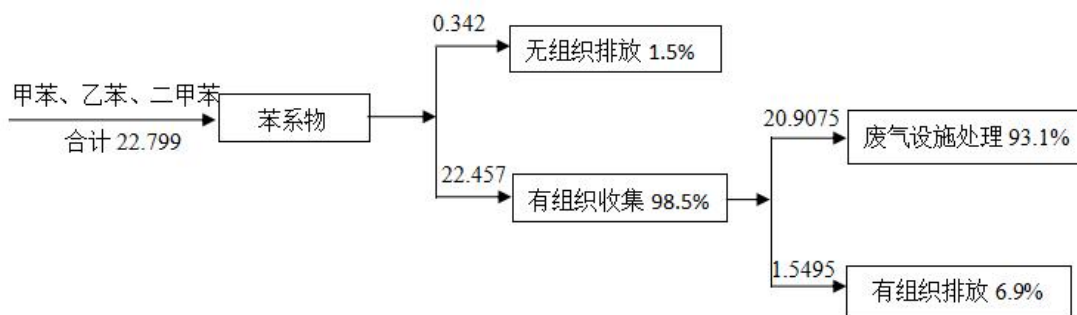 0.342
无组织排放 1.5%
甲苯、乙苯、二甲苯
合计 22.799
苯系物
20.9075
废气设施处理 93.1%
22.457
有组织收集 98.5%
1.5495
有组织排放 6.9%